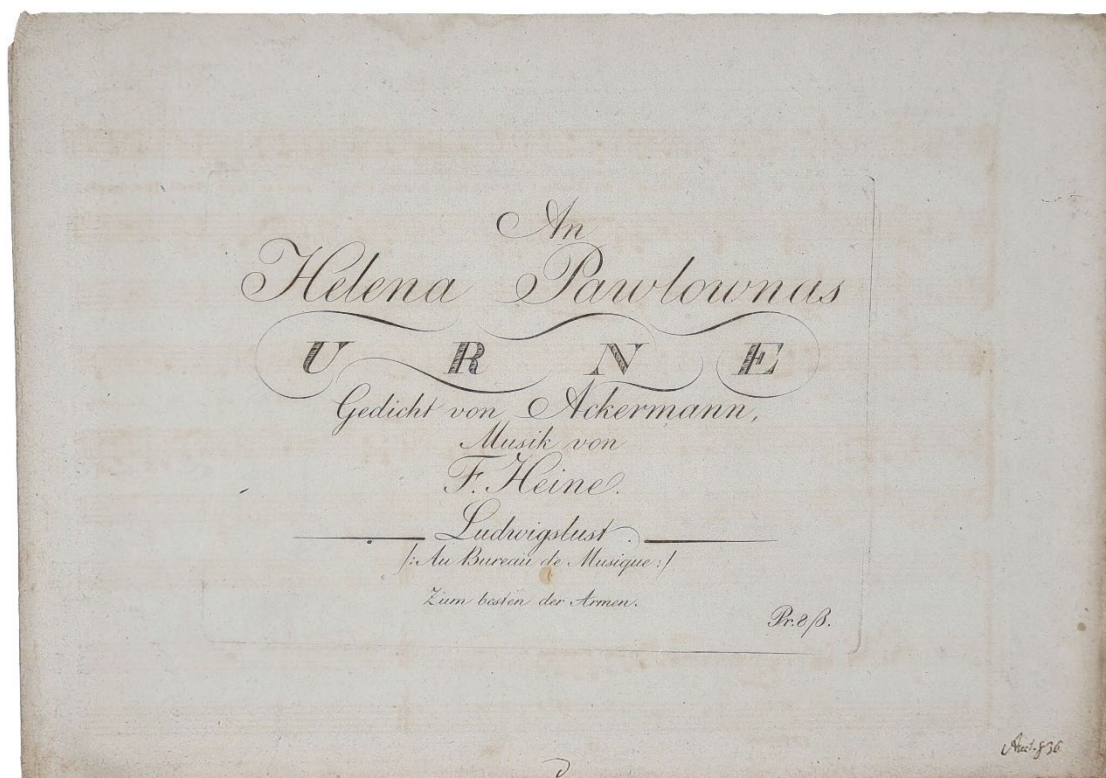 An
Helena Pawlownas
URNE
Gedicht von Ackermann,
Musik von
F. Heine.
Ludwigslust.
/: Au Bureau de Musique :/
Zum besten der Armen.
Pr. 8 ß.